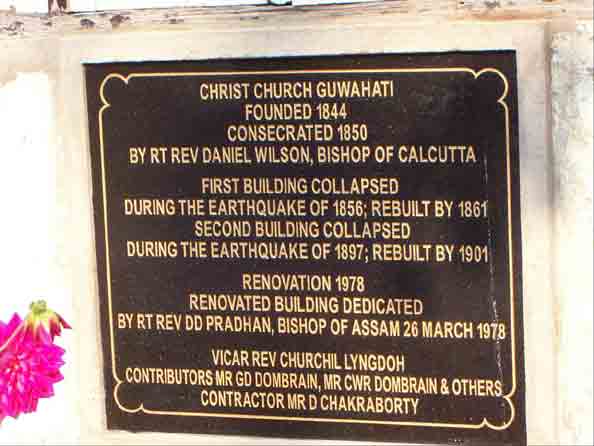 CHRIST CHURCH GUWAHATI
FOUNDED 1844
CONSECRATED 1850
BY RT REV DANIEL WILSON, BISHOP OF CALCUTTA
FIRST BUILDING COLLAPSED
DURING THE EARTHQUAKE OF 1856; REBUILT BY 1861
SECOND BUILDING COLLAPSED
DURING THE EARTHQUAKE OF 1897; REBUILT BY 1901
RENOVATION 1978
RENOVATED BUILDING DEDICATED
BY RT REV DD PRADHAN, BISHOP OF ASSAM 26 MARCH 1978
VICAR REV CHURCHIL LYNGDOH
CONTRIBUTORS MR GD DOMBRAIN, MR CWR DOMBRAIN & OTHERS
CONTRACTOR MR D CHAKRABORTY